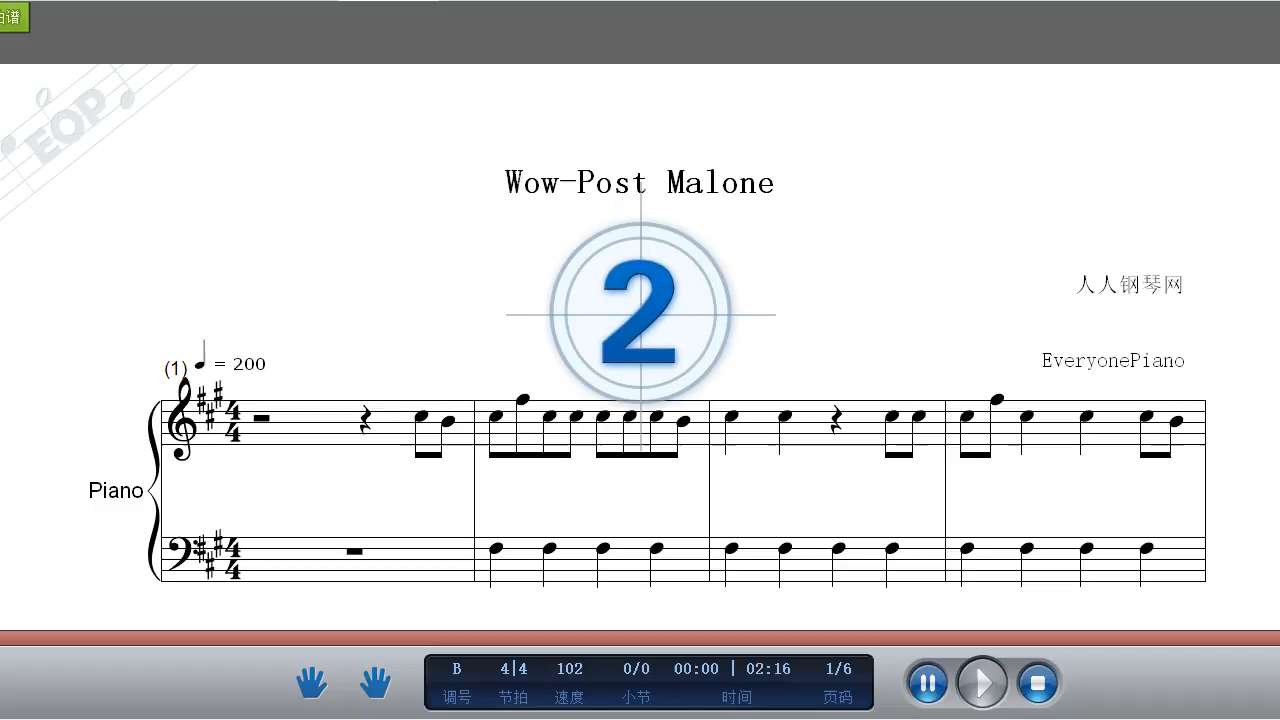 谱
EOP
Wow-Post Malone
2
人人钢琴网
(1) = 200
EveryonePiano
Piano
B 4|4 102 0/0 00:00 | 02:16 1/6
调号 节拍 速度 小节 时间 页码